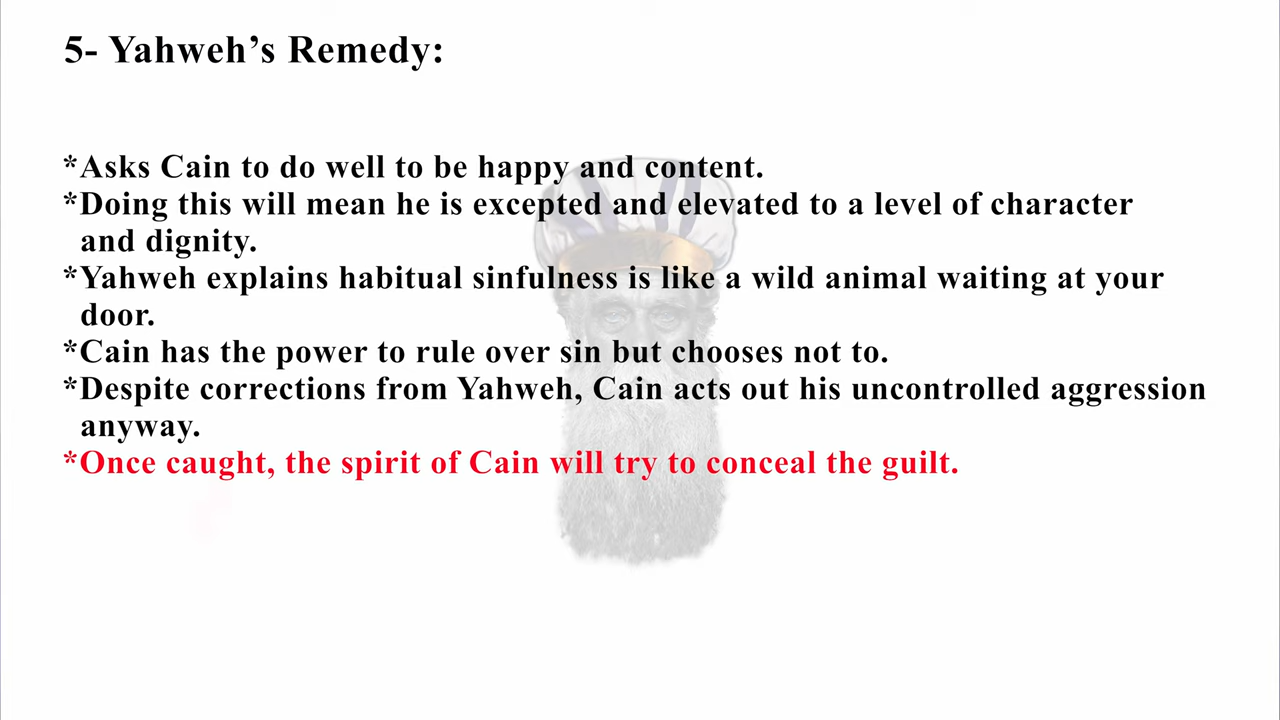 5- Yahweh’s Remedy:
*Asks Cain to do well to be happy and content.
*Doing this will mean he is excepted and elevated to a level of character
and dignity.
*Yahweh explains habitual sinfulness is like a wild animal waiting at your
door.
*Cain has the power to rule over sin but chooses not to.
*Despite corrections from Yahweh, Cain acts out his uncontrolled aggression
anyway.
*Once caught, the spirit of Cain will try to conceal the guilt.